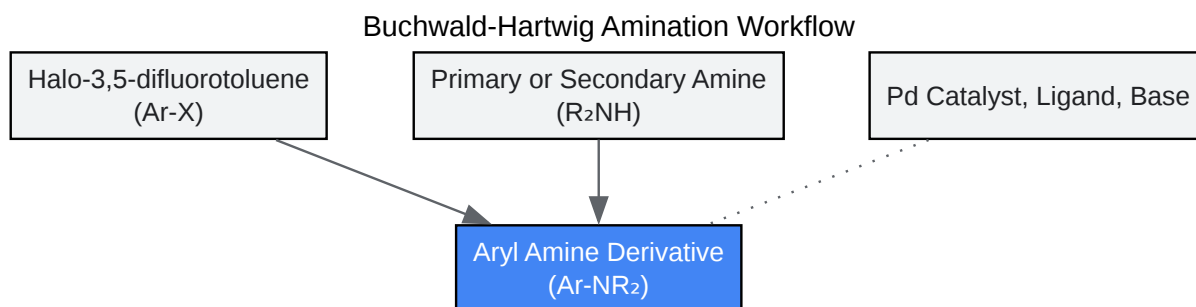 Buchwald-Hartwig Amination Workflow
Halo-3,5-difluorotoluene
(Ar-X)
Primary or Secondary Amine
(R₂NH)
Pd Catalyst, Ligand, Base
Aryl Amine Derivative
(Ar-NR₂)